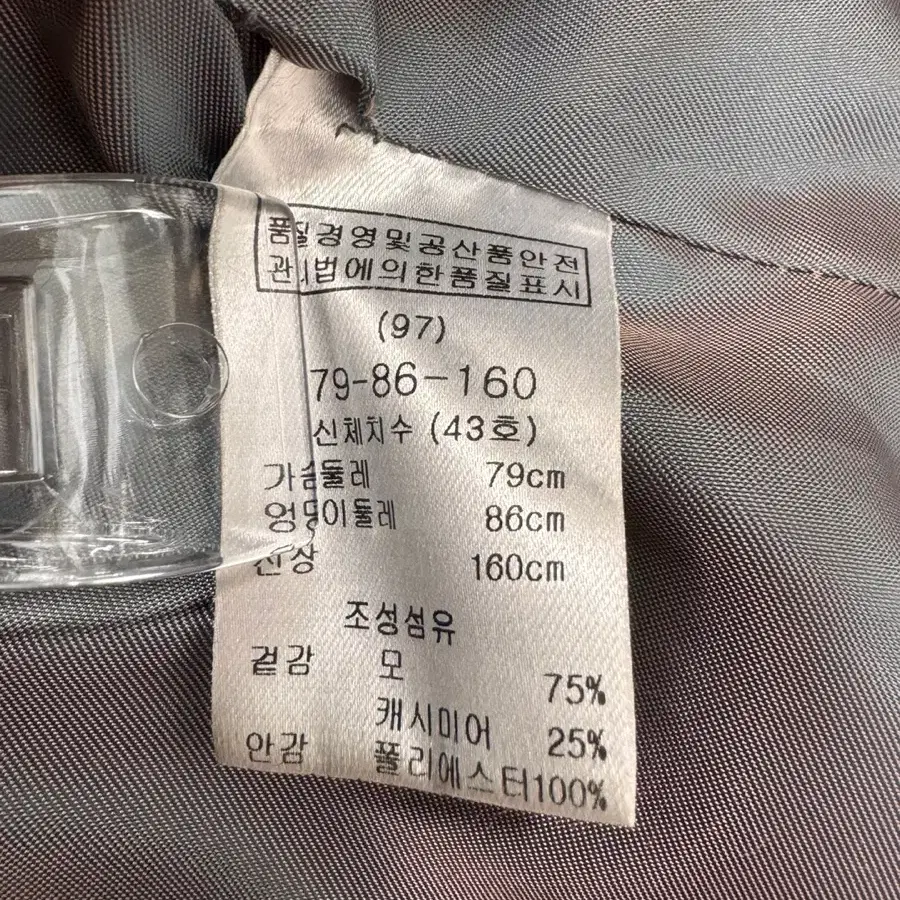 품질경영및공산품안전
관리법에의한품질표시
(97)
79-86-160
신체치수 (43호)
가슴둘레 79cm
엉덩이둘레 86cm
신장 160cm
조성섬유
겉감 모 75%
캐시미어 25%
안감 폴리에스터100%